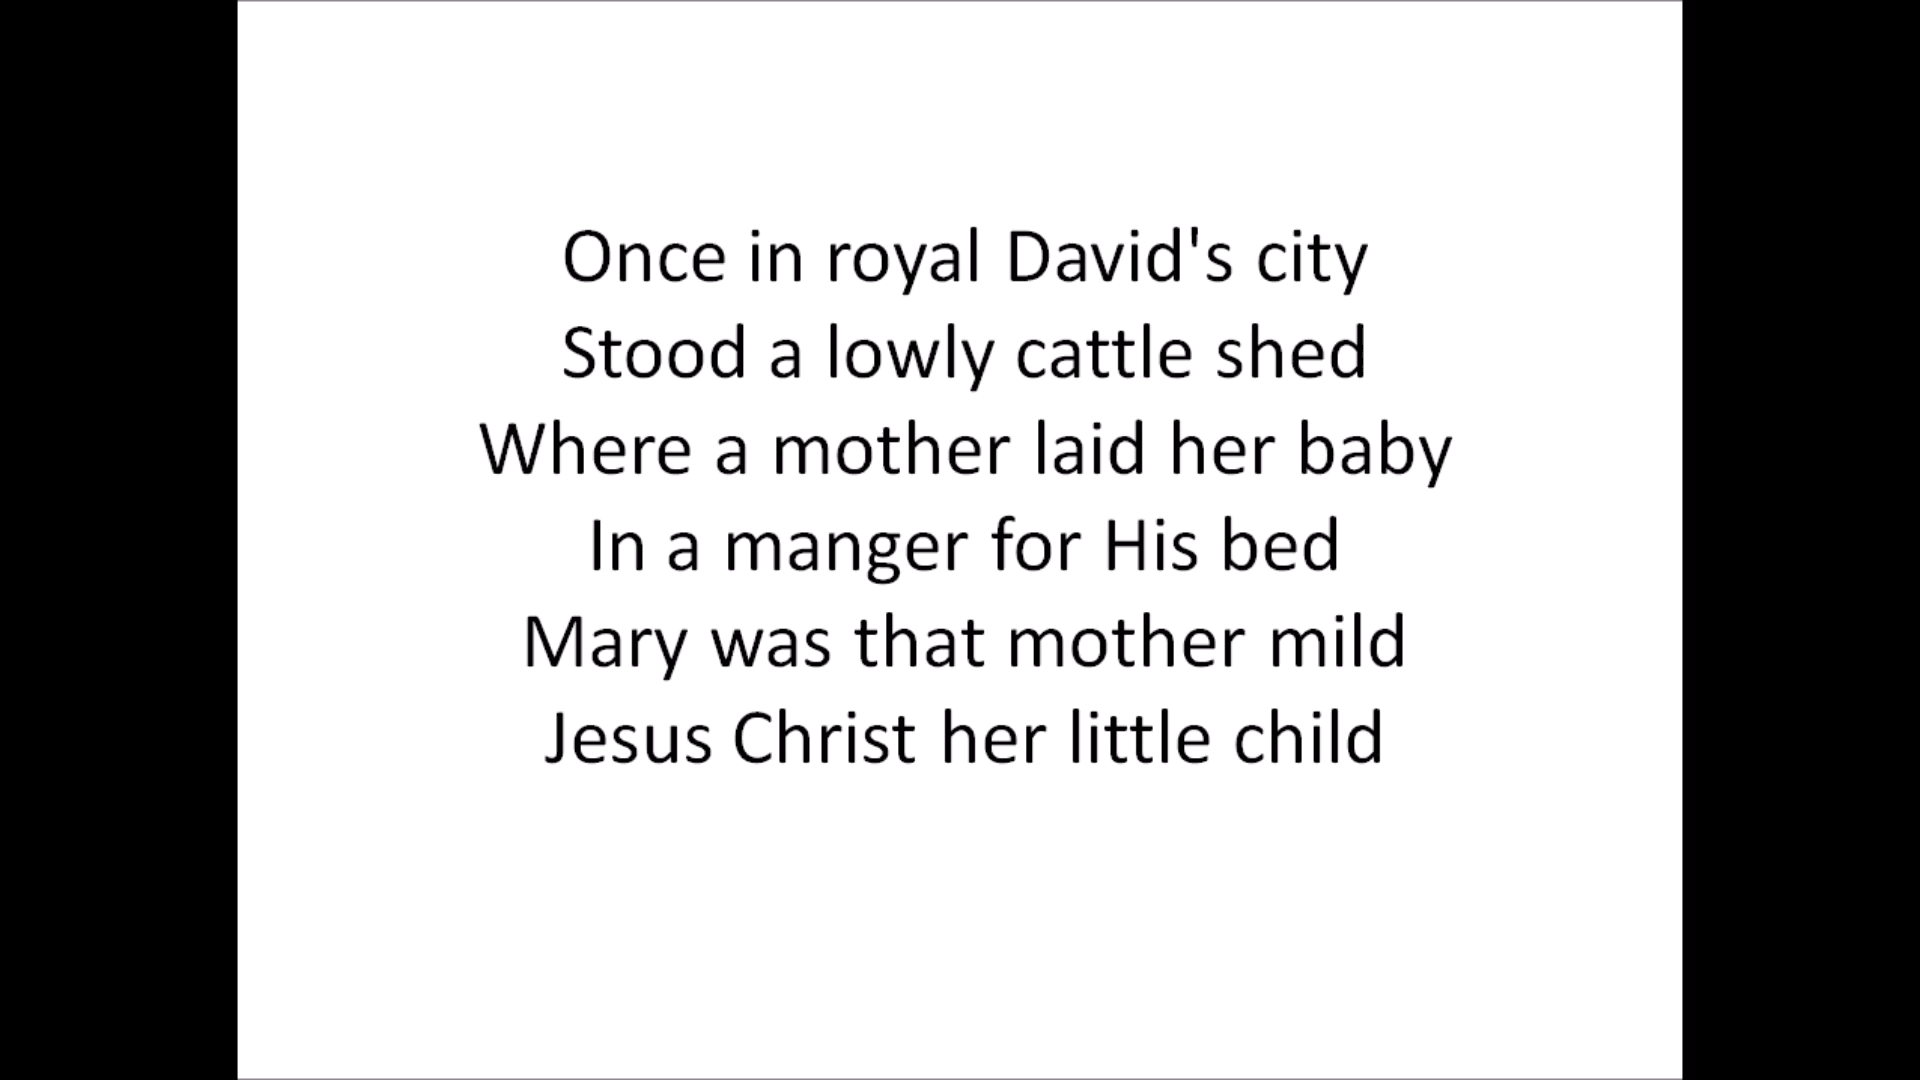 Once in royal David's city
Stood a lowly cattle shed
Where a mother laid her baby
In a manger for His bed
Mary was that mother mild
Jesus Christ her little child